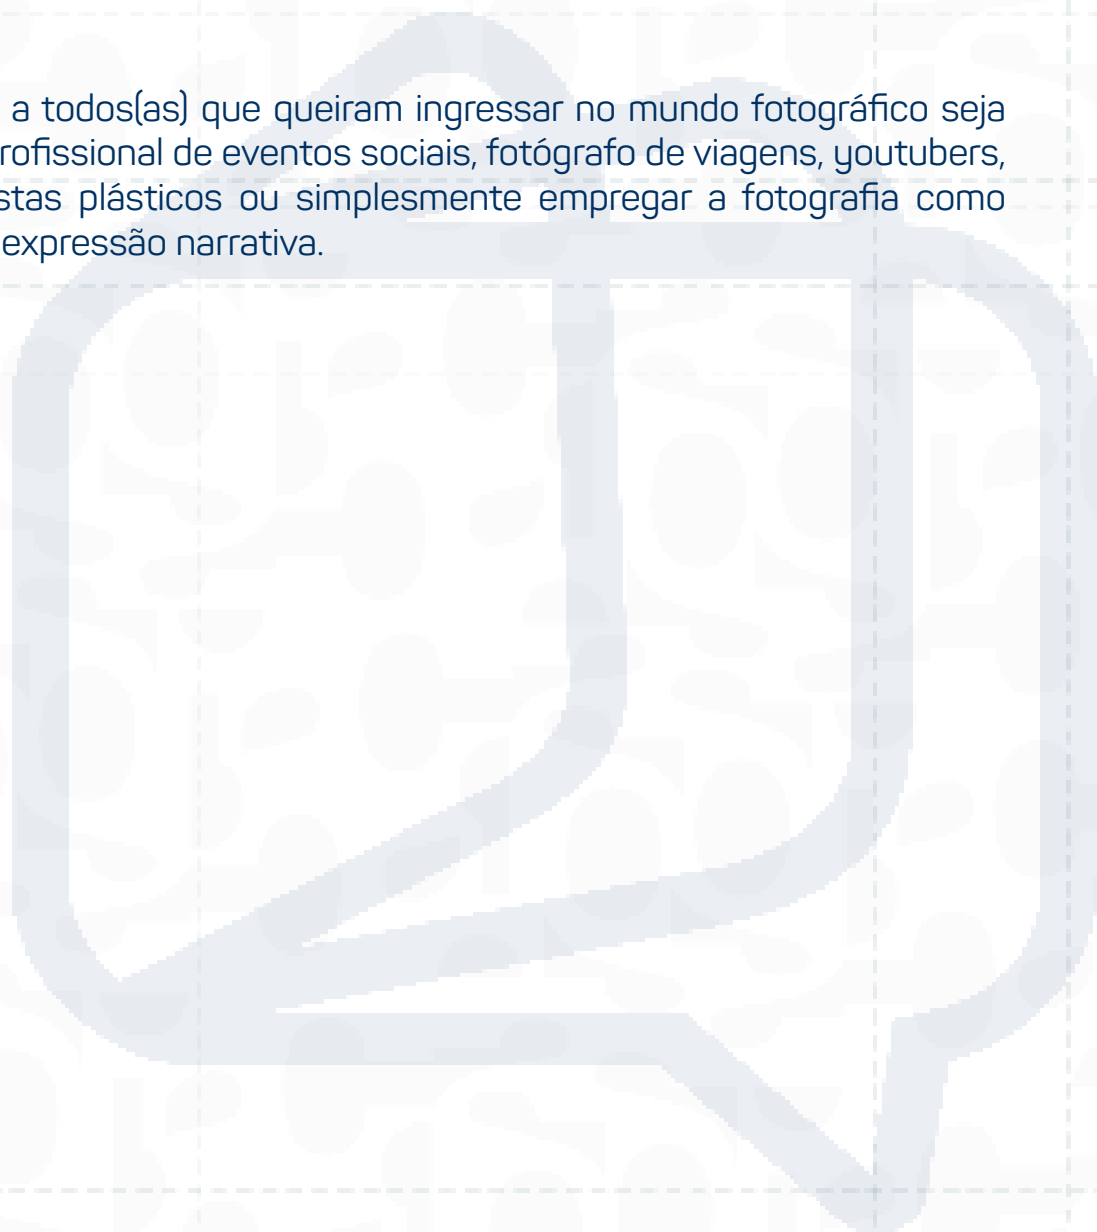 a todos(as) que queiram ingressar no mundo fotográfico seja
rofissional de eventos sociais, fotógrafo de viagens, youtubers,
stas plásticos ou simplesmente empregar a fotografia como
expressão narrativa.